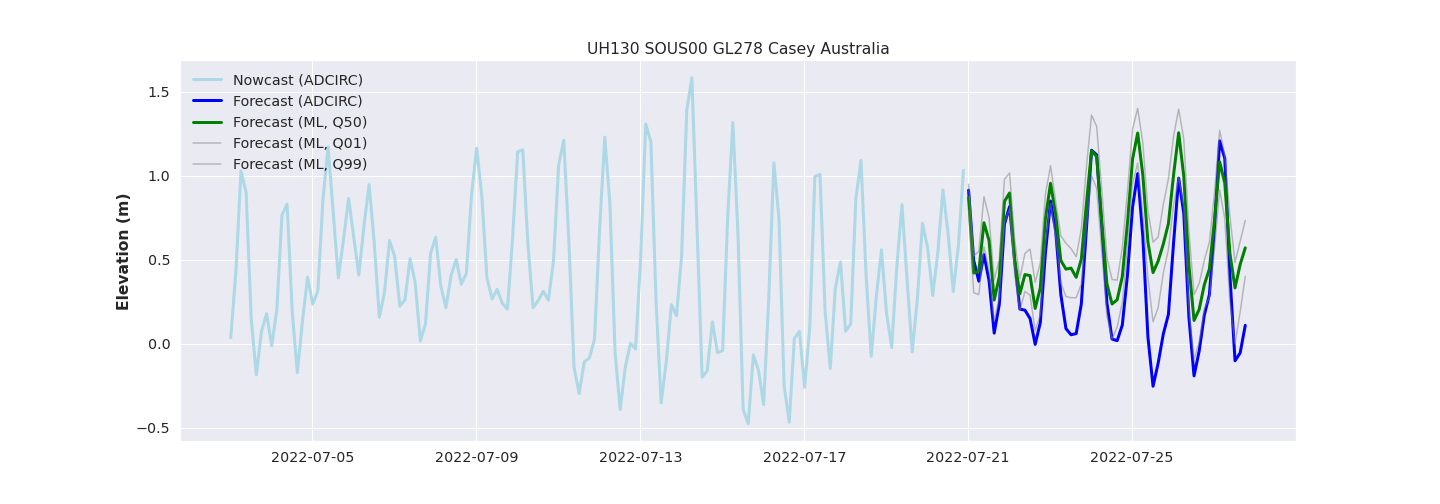 UH130 SOUS00 GL278 Casey Australia
Nowcast (ADCIRC)
Forecast (ADCIRC)
Forecast (ML, Q50)
Forecast (ML, Q01)
Forecast (ML, Q99)
Elevation (m)
1.5
1.0
0.5
0.0
−0.5
2022-07-05
2022-07-09
2022-07-13
2022-07-17
2022-07-21
2022-07-25